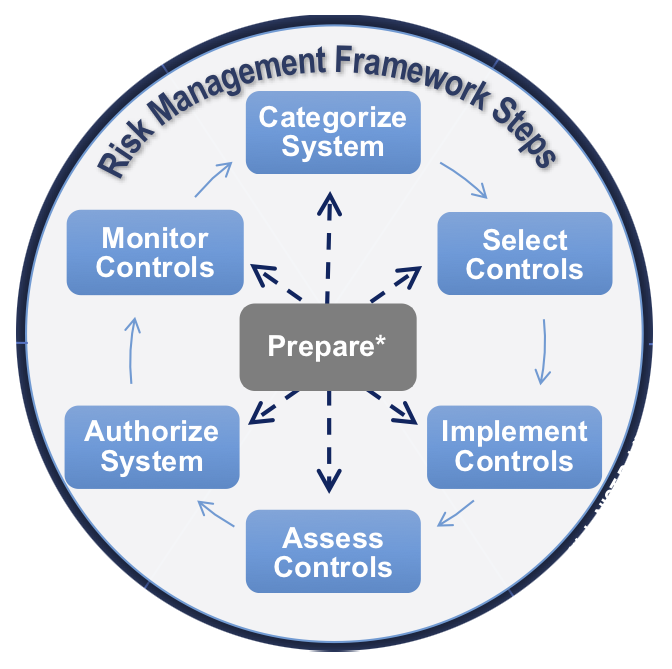 Risk Management Framework Steps
Categorize
System
Select
Controls
Implement
Controls
Assess
Controls
Authorize
System
Monitor
Controls
Prepare*